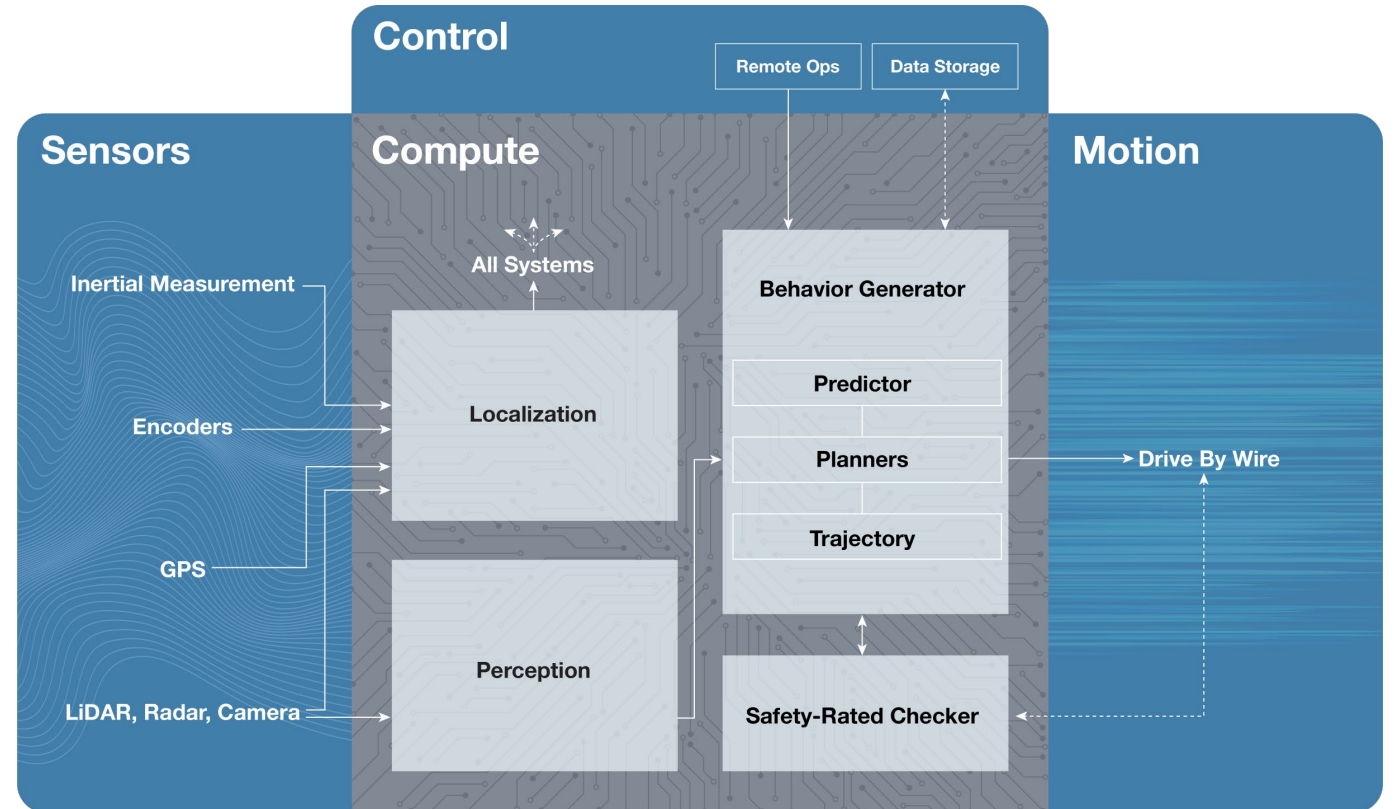 Control
Remote Ops
Data Storage
Sensors
Compute
Motion
All Systems
Inertial Measurement
Encoders
GPS
LiDAR, Radar, Camera
Localization
Perception
Behavior Generator
Predictor
Planners
Trajectory
Safety-Rated Checker
Drive By Wire